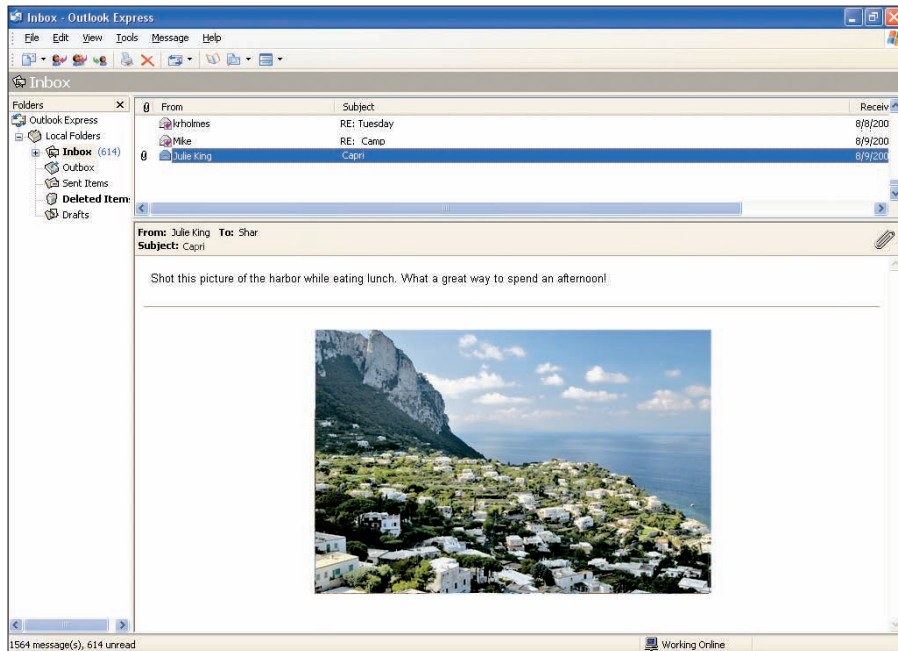 Inbox - Outlook Express
File Edit View Tools Message Help
Inbox
Folders
From Subject Receiv
Outlook Express
krholmes RE: Tuesday 8/8/200
Local Folders
Mike RE: Camp 8/9/200
Inbox (614)
Julie King Capri 8/9/200
Outbox
Sent Items
Deleted Item
Drafts
From: Julie King To: Shar
Subject: Capri
Shot this picture of the harbor while eating lunch. What a great way to spend an afternoon!
1564 message(s), 614 unread
Working Online